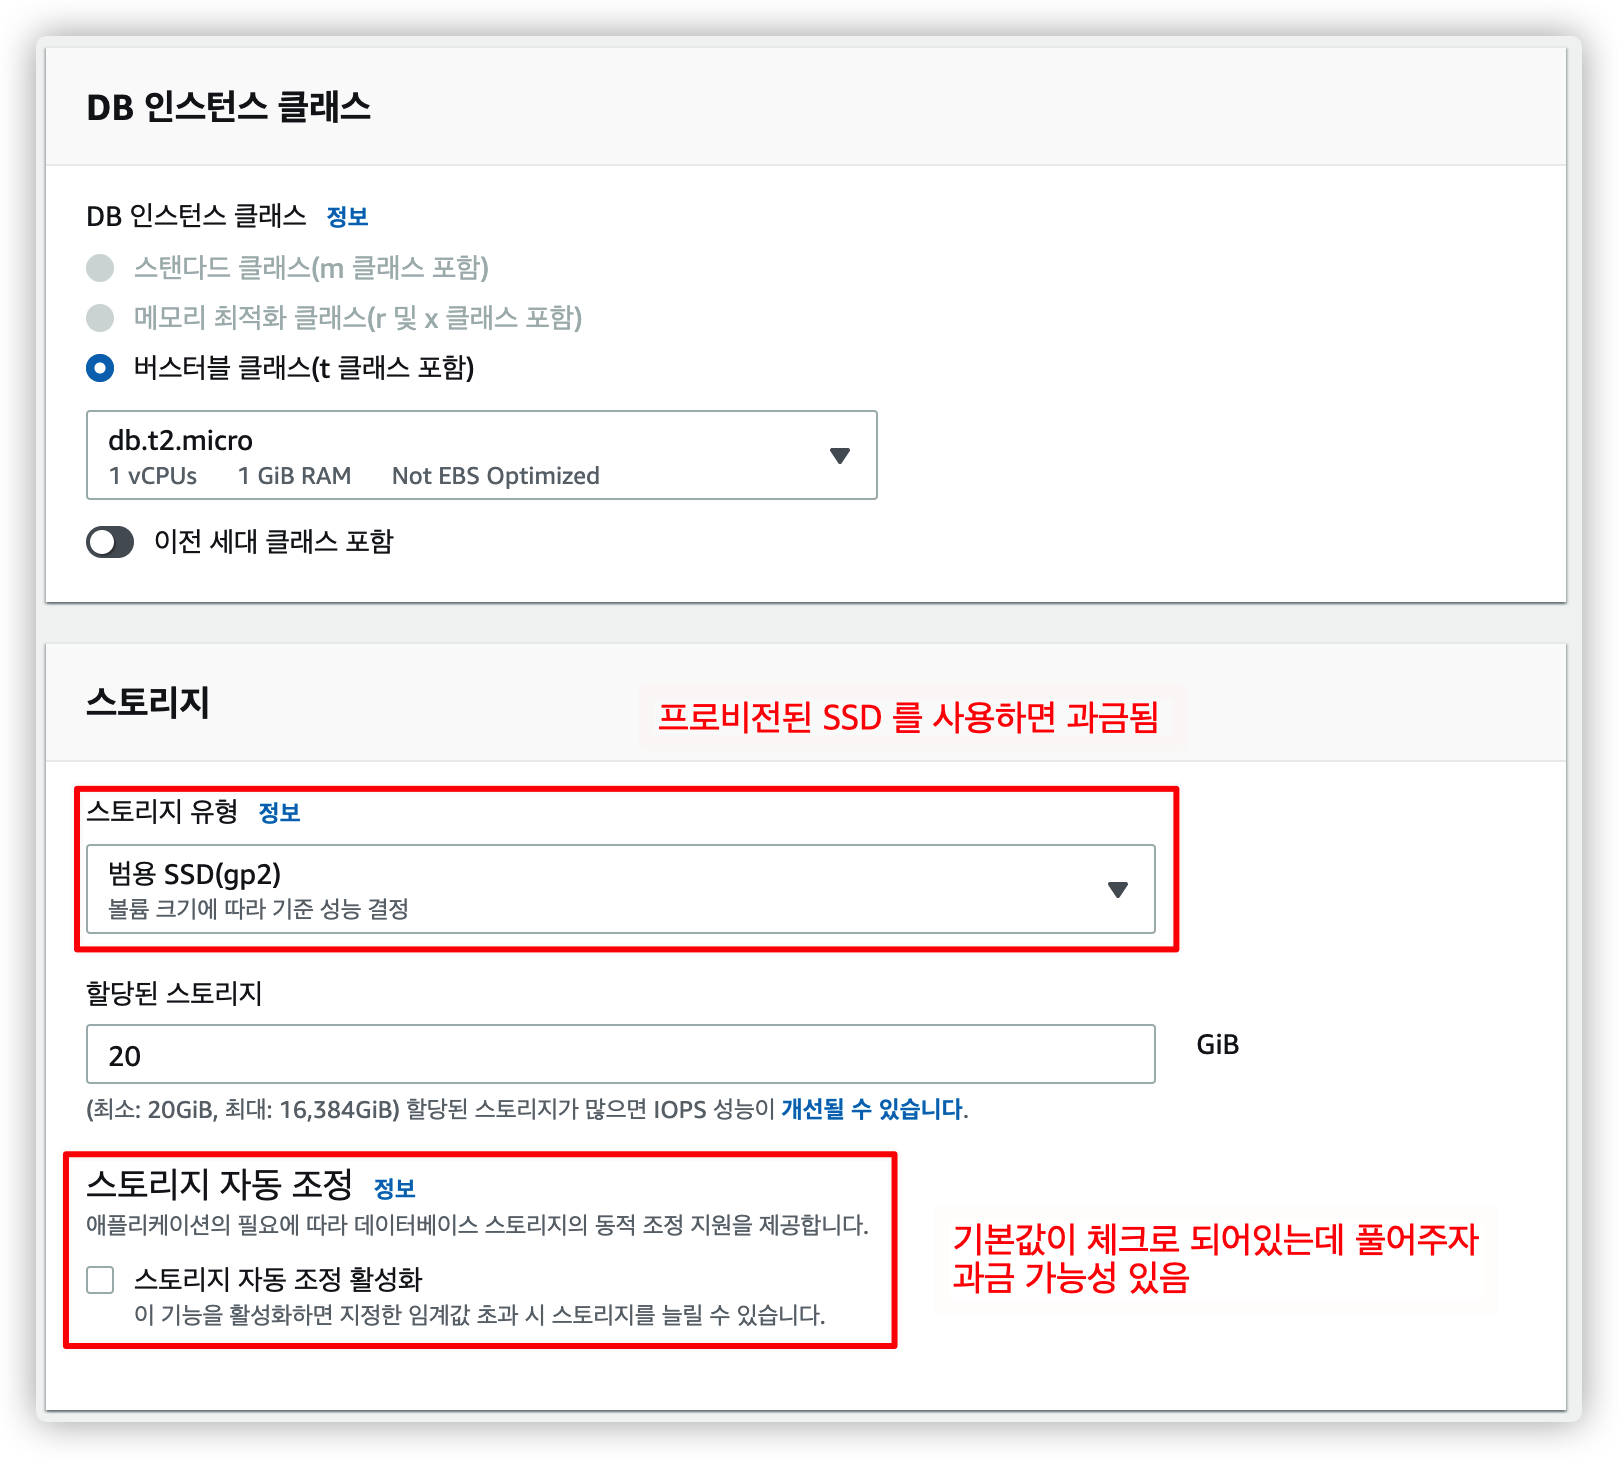 DB 인스턴스 클래스
DB 인스턴스 클래스 정보
스탠다드 클래스(m 클래스 포함)
메모리 최적화 클래스(r 및 x 클래스 포함)
버스터블 클래스(t 클래스 포함)
db.t2.micro
1 vCPUs 1 GiB RAM Not EBS Optimized
이전 세대 클래스 포함
스토리지
프로비전된 SSD 를 사용하면 과금됨
스토리지 유형 정보
범용 SSD(gp2)
볼륨 크기에 따라 기준 성능 결정
할당된 스토리지
20
GiB
(최소: 20GiB, 최대: 16,384GiB) 할당된 스토리지가 많으면 IOPS 성능이 개선될 수 있습니다.
스토리지 자동 조정 정보
애플리케이션의 필요에 따라 데이터베이스 스토리지의 동적 조정 지원을 제공합니다.
스토리지 자동 조정 활성화
이 기능을 활성화하면 지정한 임계값 초과 시 스토리지를 늘릴 수 있습니다.
기본값이 체크로 되어있는데 풀어주자
과금 가능성 있음